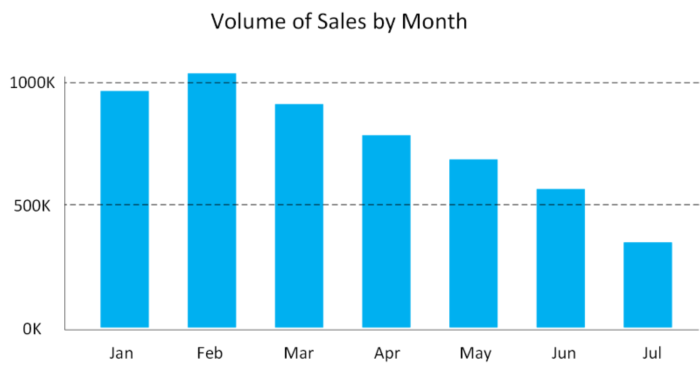 Volume of Sales by Month
1000K
500K
0K
Jan Feb Mar Apr May Jun Jul